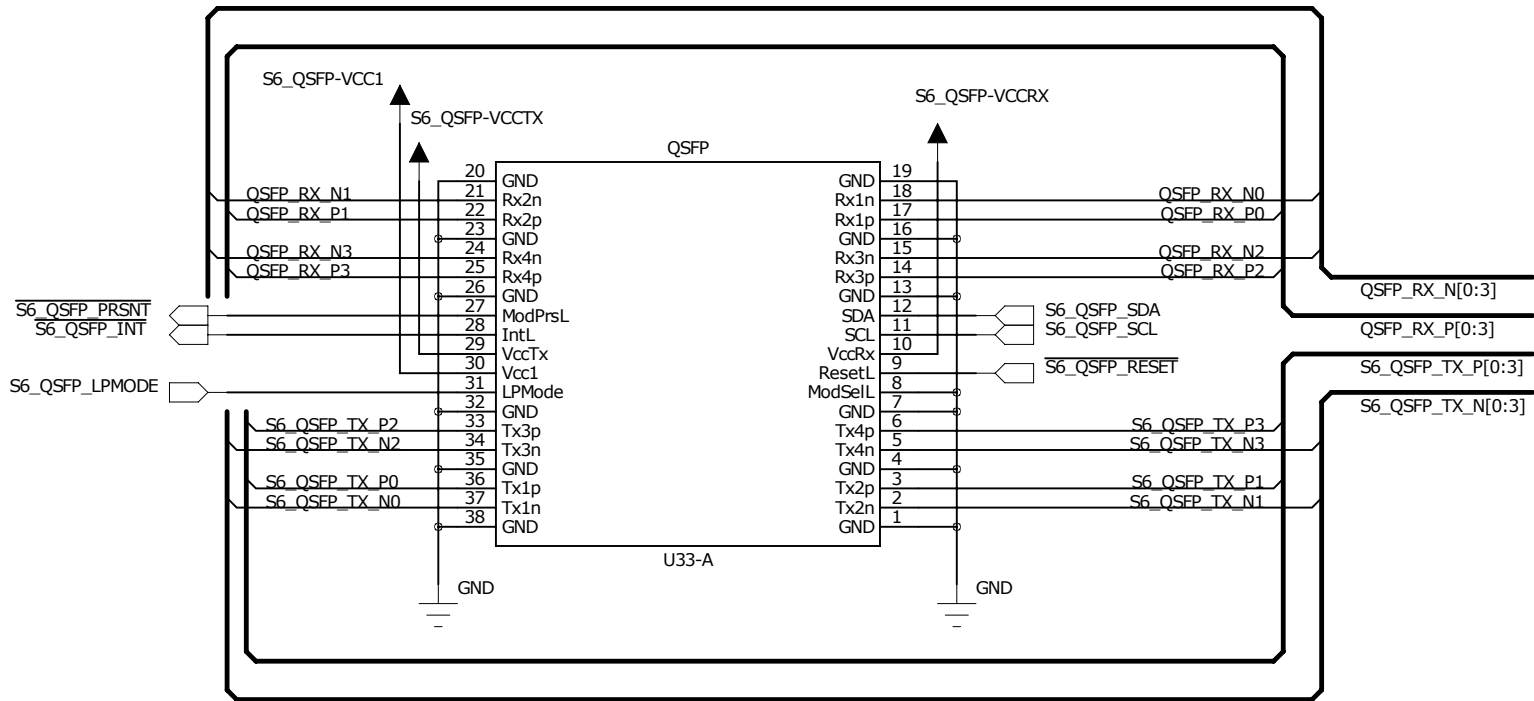 S6_QSFP-VCC1
S6_QSFP-VCCTX
S6_QSFP-VCCRX
QSFP
20 GND GND 19
QSFP_RX_N1 21 Rx2n Rx1n 18 QSFP_RX_N0
QSFP_RX_P1 22 Rx2p Rx1p 17 QSFP_RX_P0
23 GND GND 16
QSFP_RX_N3 24 Rx4n Rx3n 15 QSFP_RX_N2
QSFP_RX_P3 25 Rx4p Rx3p 14 QSFP_RX_P2
26 GND GND 13 QSFP_RX_N[0:3]
S6_QSFP_PRSNT 27 ModPrsL SDA 12 S6_QSFP_SDA
S6_QSFP_INT 28 IntL SCL 11 S6_QSFP_SCL QSFP_RX_P[0:3]
29 VccTx VccRx 10
30 Vcc1 ResetL 9 S6_QSFP_RESET S6_QSFP_TX_P[0:3]
S6_QSFP_LPMODE 31 LPMode ModSelL 8
32 GND GND 7 S6_QSFP_TX_N[0:3]
S6_QSFP_TX_P2 33 Tx3p Tx4p 6 S6_QSFP_TX_P3
S6_QSFP_TX_N2 34 Tx3n Tx4n 5 S6_QSFP_TX_N3
35 GND GND 4
S6_QSFP_TX_P0 36 Tx1p Tx2p 3 S6_QSFP_TX_P1
S6_QSFP_TX_N0 37 Tx1n Tx2n 2 S6_QSFP_TX_N1
38 GND GND 1
U33-A
GND GND